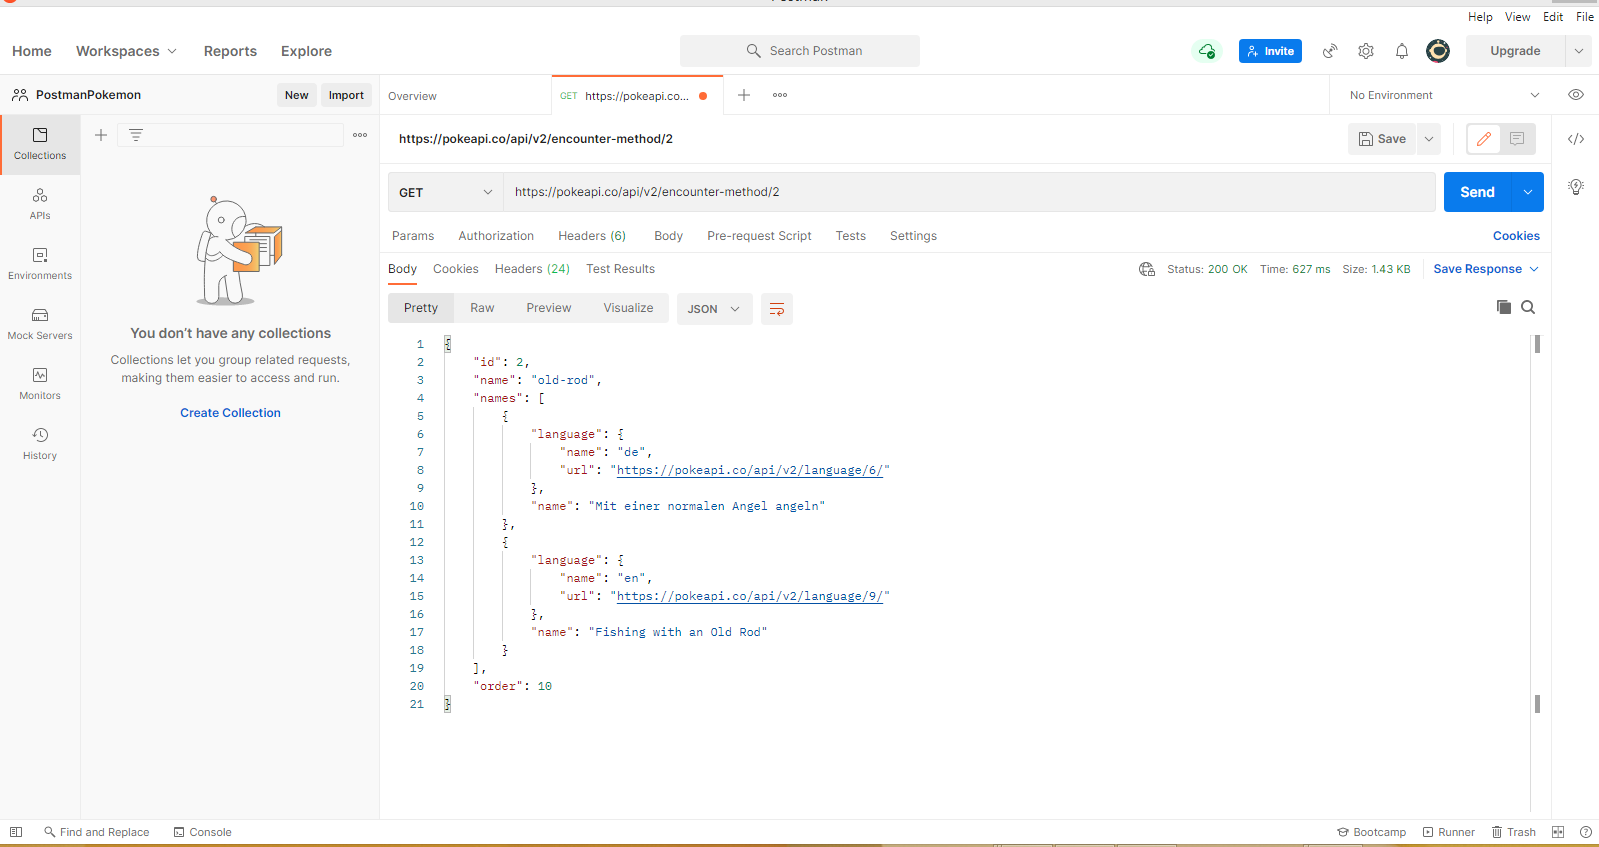 Help View Edit File
Home Workspaces Reports Explore Search Postman Invite Upgrade
PostmanPokemon New Import Overview GET https://pokeapi.co... No Environment
Collections
https://pokeapi.co/api/v2/encounter-method/2 Save
GET https://pokeapi.co/api/v2/encounter-method/2 Send
APIs
Params Authorization Headers (6) Body Pre-request Script Tests Settings Cookies
Environments
Body Cookies Headers (24) Test Results Status: 200 OK Time: 627 ms Size: 1.43 KB Save Response
Pretty Raw Preview Visualize JSON
Mock Servers
Monitors
History
You don't have any collections
Collections let you group related requests,
making them easier to access and run.
Create Collection
1 {
2 "id": 2,
3 "name": "old-rod",
4 "names": [
5 {
6 "language": {
7 "name": "de",
8 "url": "https://pokeapi.co/api/v2/language/6/"
9 },
10 "name": "Mit einer normalen Angel angeln"
11 },
12 {
13 "language": {
14 "name": "en",
15 "url": "https://pokeapi.co/api/v2/language/9/"
16 },
17 "name": "Fishing with an Old Rod"
18 }
19 ],
20 "order": 10
21 }
Find and Replace Console Bootcamp Runner Trash